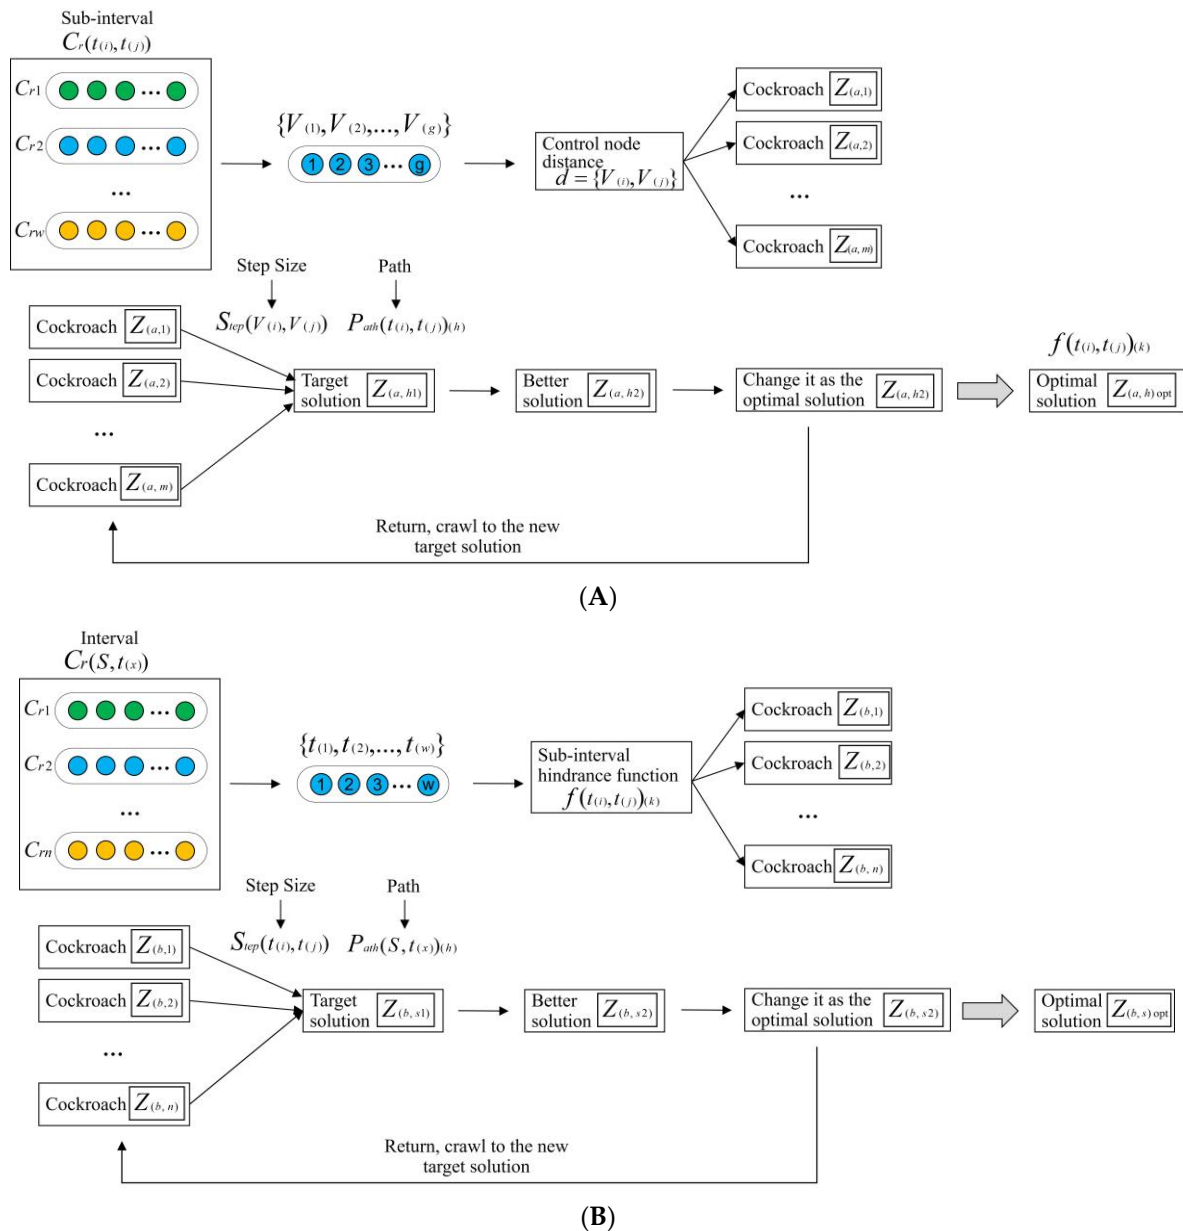 Sub-interval
Cr(t(i),t(j))
Cr1
...
Cr2
...
...
Crw
...
{V(1),V(2),...,V(g)}
1 2 3 ... g
Control node
distance
d={V(i),V(j)}
Cockroach Z(a,1)
Cockroach Z(a,2)
...
Cockroach Z(a,m)
Step Size
Path
Step(V(i),V(j))
Path(t(i),t(j))(h)
Cockroach Z(a,1)
Cockroach Z(a,2)
...
Cockroach Z(a,m)
Target
solution Z(a,h1)
Better
solution Z(a,h2)
Change it as the
optimal solution Z(a,h2)
f(t(i),t(j))(k)
Optimal
solution Z(a,h)opt
Return, crawl to the new
target solution
(A)
Interval
Cr(S,t(x))
Cr1
...
Cr2
...
...
Crn
...
{t(1),t(2),...,t(w)}
1 2 3 ... w
Sub-interval
hindrance function
f(t(i),t(j))(k)
Cockroach Z(b,1)
Cockroach Z(b,2)
...
Cockroach Z(b,n)
Step Size
Path
Step(t(i),t(j))
Path(S,t(x))(h)
Cockroach Z(b,1)
Cockroach Z(b,2)
...
Cockroach Z(b,n)
Target
solution Z(b,s1)
Better
solution Z(b,s2)
Change it as the
optimal solution Z(b,s2)
Optimal
solution Z(b,s)opt
Return, crawl to the new
target solution
(B)